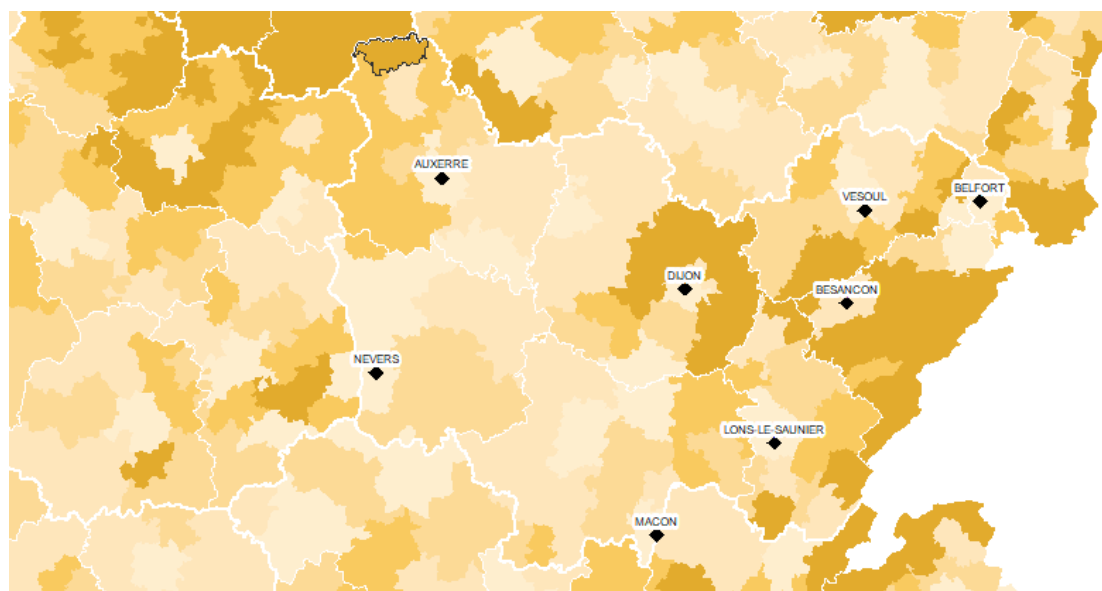 AUXERRE
VESOUL
BELFORT
DIJON
BESANCON
NEVERS
LONS-LE-SAUNIER
MACON